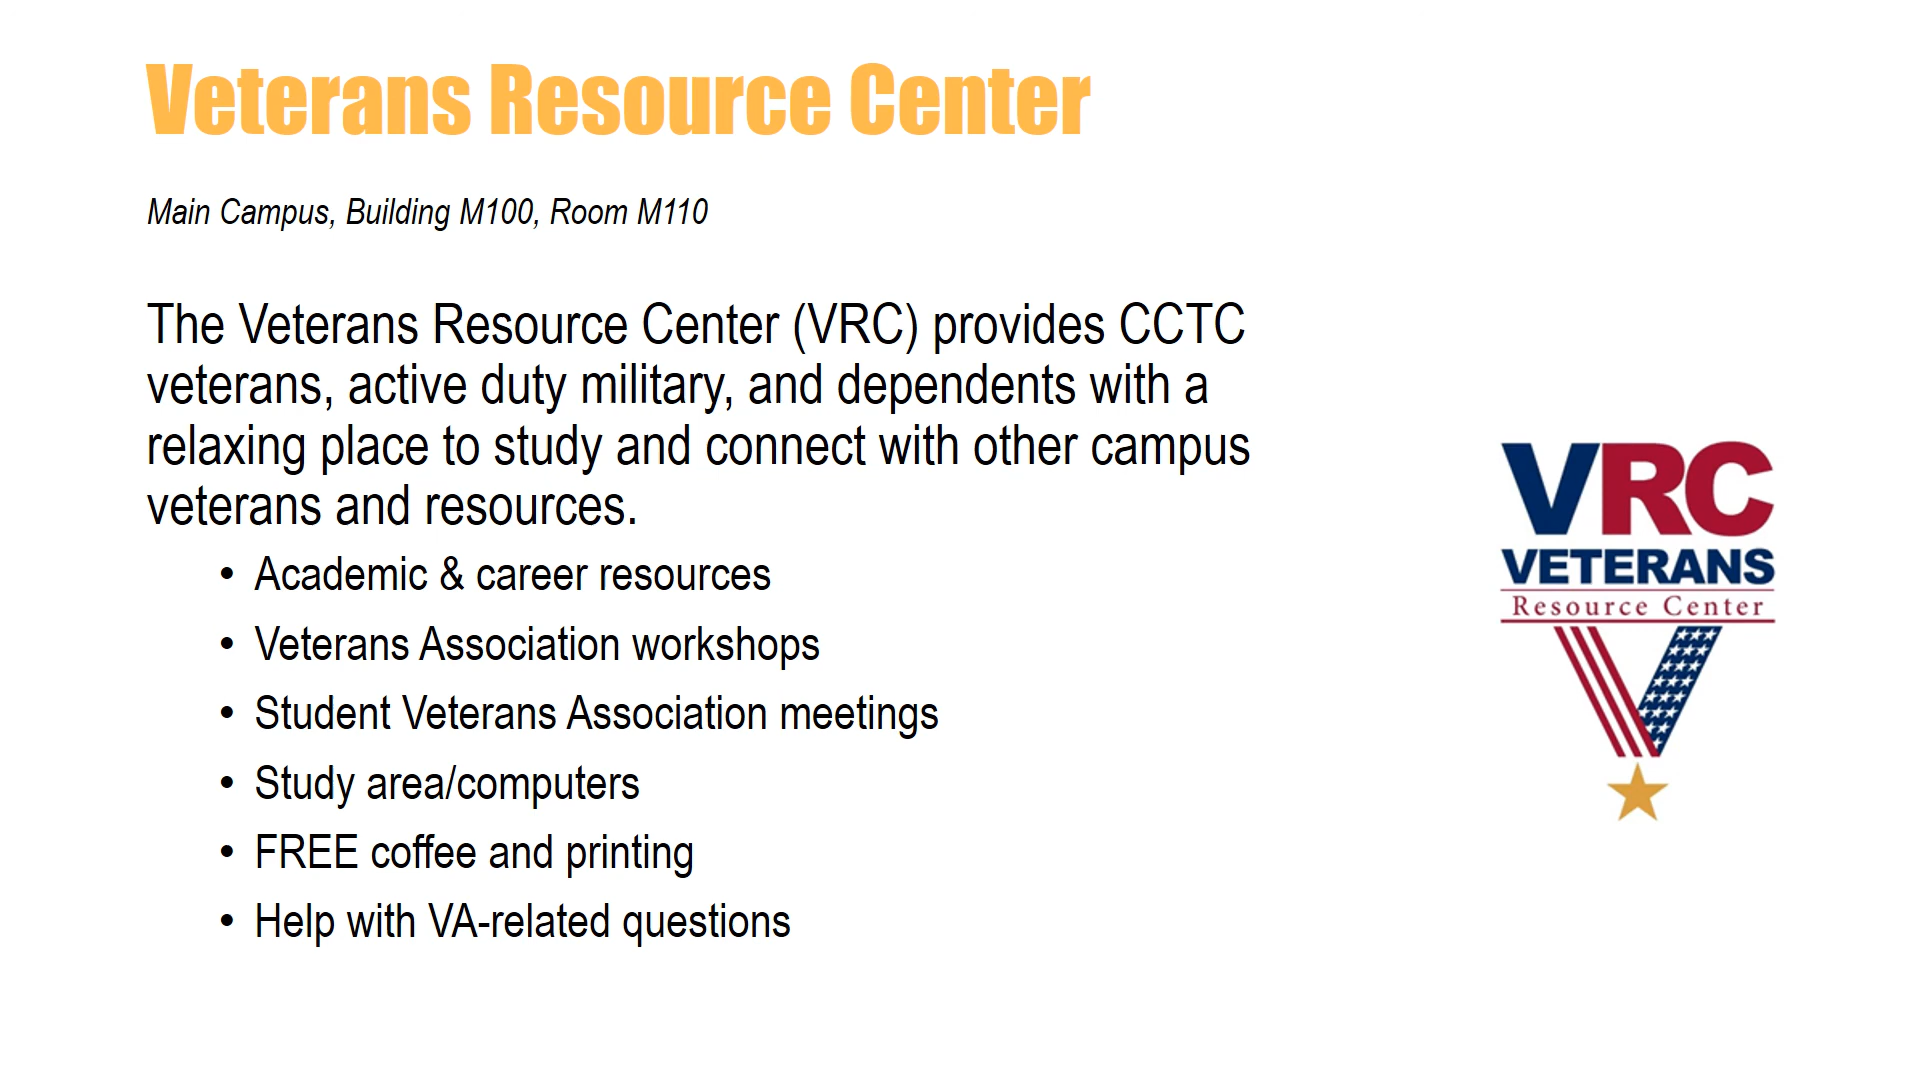 Veterans Resource Center
Main Campus, Building M100, Room M110
The Veterans Resource Center (VRC) provides CCTC
veterans, active duty military, and dependents with a
relaxing place to study and connect with other campus
veterans and resources.
• Academic & career resources
• Veterans Association workshops
• Student Veterans Association meetings
• Study area/computers
• FREE coffee and printing
• Help with VA-related questions
VRC
VETERANS
Resource Center